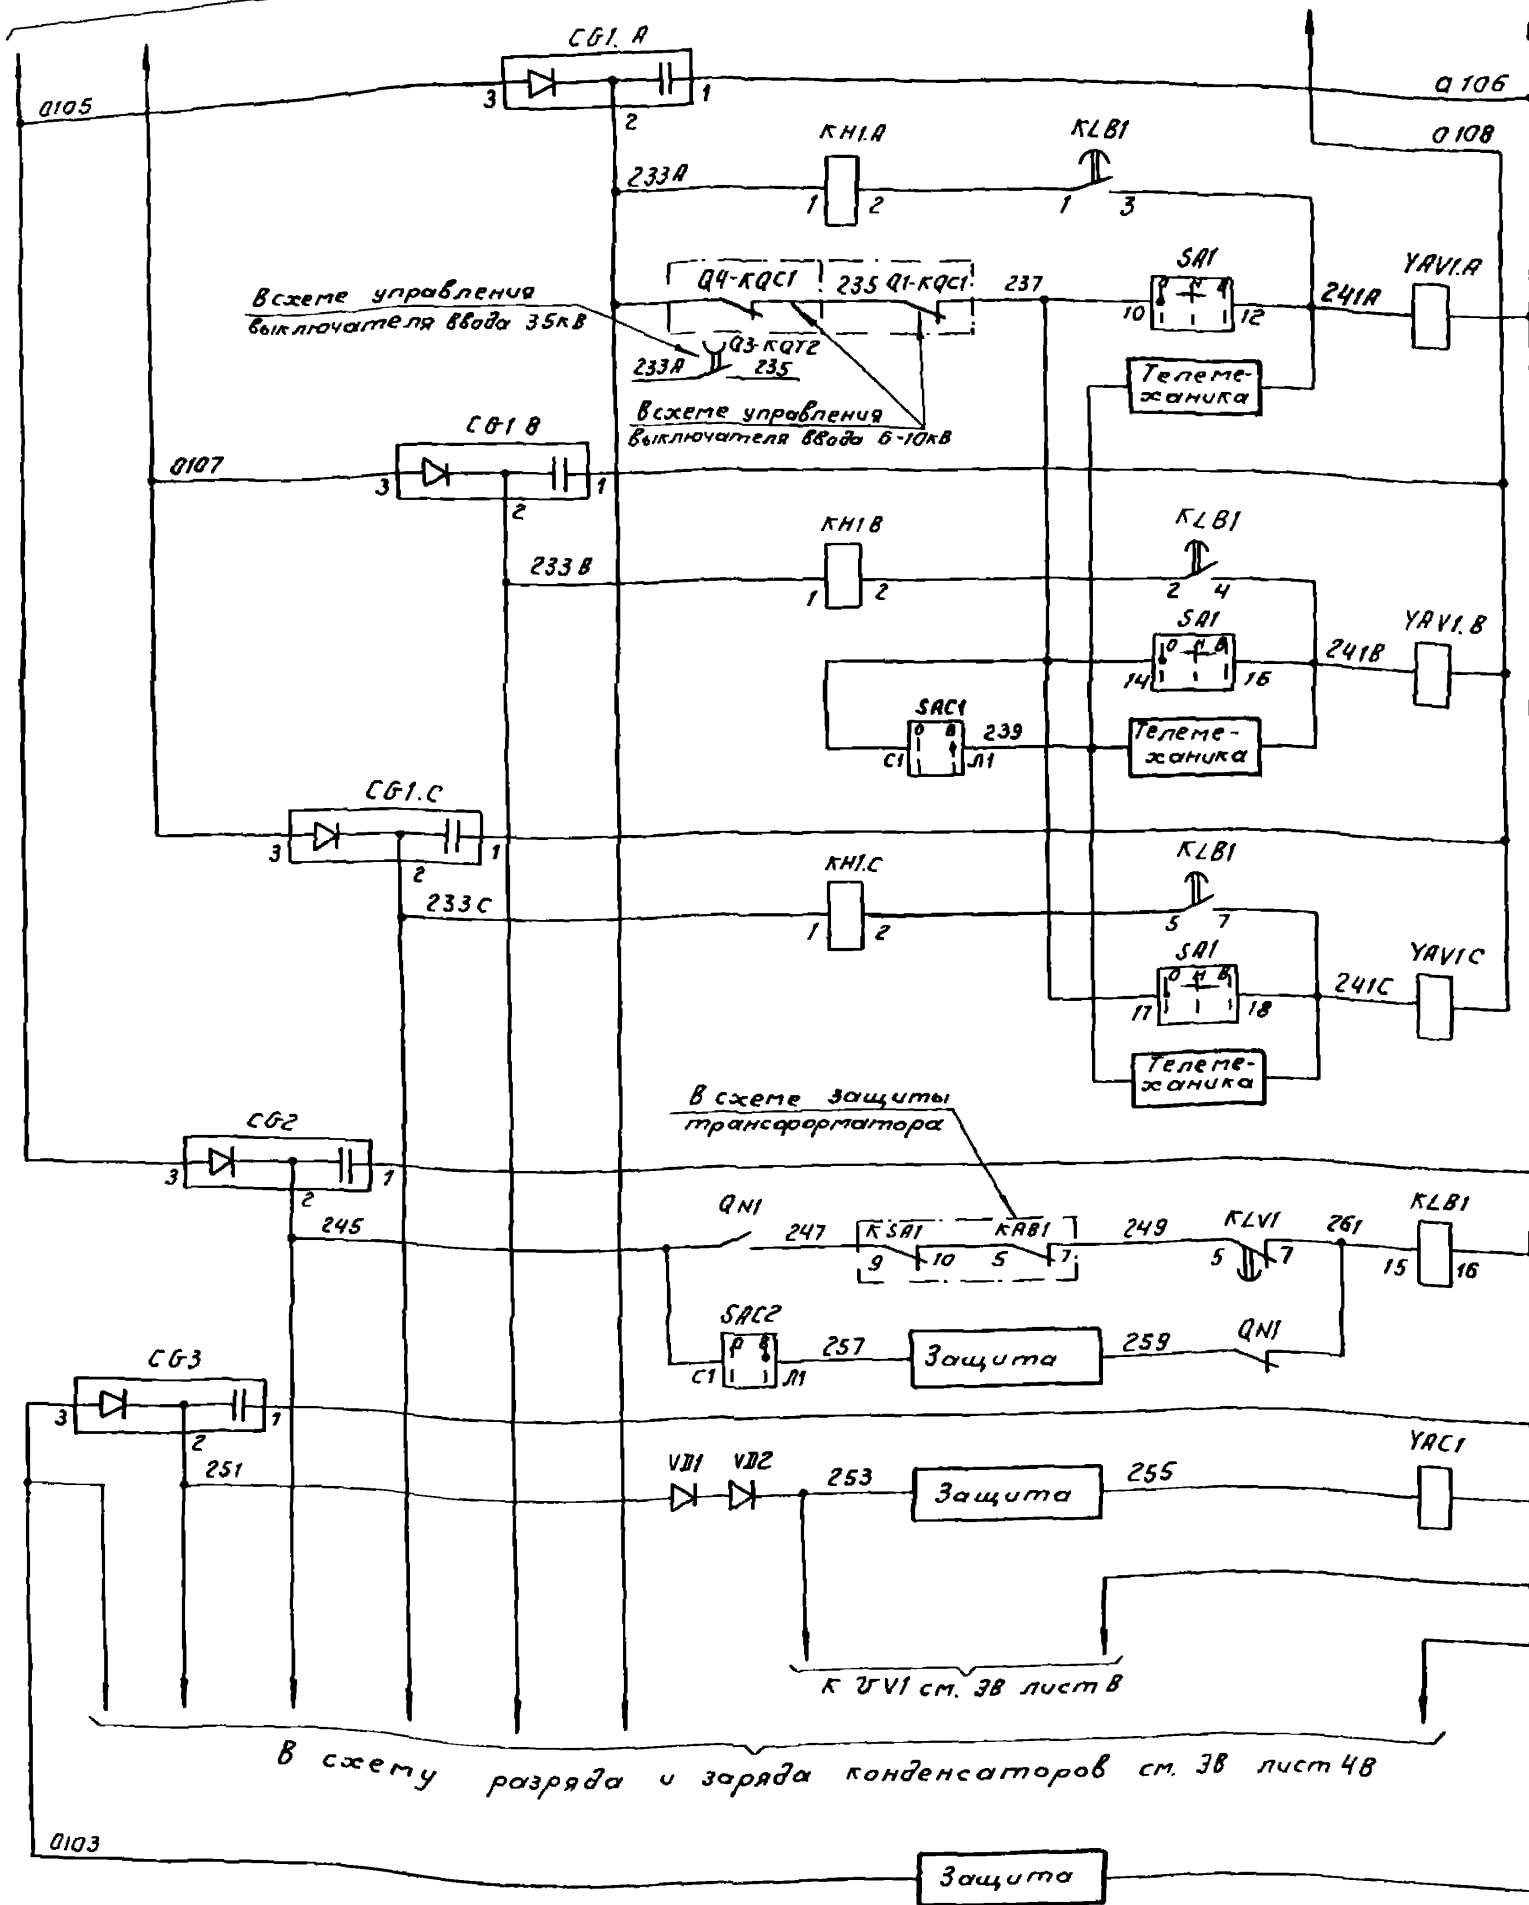 CG1.A
0105
3
2
1
0106
0108
KH1.A
KLB1
233A
1
2
1
3
Q4-KQC1
235
Q1-KQC1
237
SA1
О Н В
10
12
241A
YAV1.A
В схеме управления
выключателя ввода 35кВ
Q3-KQT2
233A
235
Телеме-
ханика
В схеме управления
выключателя ввода 6-10кВ
CG1 B
0107
3
2
1
KH1B
KLB1
233B
1
2
2
4
SA1
О Н В
14
16
241B
YAV1.B
SAC1
О В
С1
Л1
239
Телеме-
ханика
CG1.C
3
2
1
KH1.C
KLB1
233C
1
2
5
7
SA1
О Н В
17
18
241C
YAV1C
Телеме-
ханика
В схеме защиты
трансформатора
CG2
3
2
1
245
QN1
247
KSA1
9
10
KAB1
5
7
249
KLV1
5
7
261
KLB1
15
16
SAC2
О В
С1
Л1
257
Защита
259
QN1
CG3
3
2
1
251
VD1
VD2
253
Защита
255
YAC1
К UV1 см. ЭВ лист В
В схему разряда и заряда конденсаторов см. ЭВ лист 4В
0103
Защита